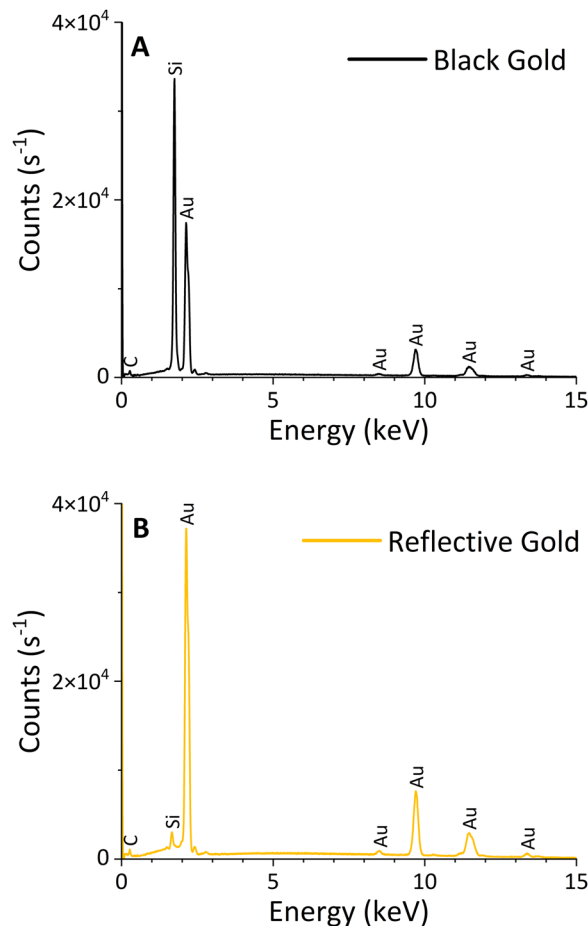 A
Black Gold
4×10⁴
2×10⁴
0
Counts (s⁻¹)
C
Si
Au
Au
Au
Au
Au
0
5
10
15
Energy (keV)
B
Reflective Gold
4×10⁴
2×10⁴
0
Counts (s⁻¹)
C
Si
Au
Au
Au
Au
Au
0
5
10
15
Energy (keV)